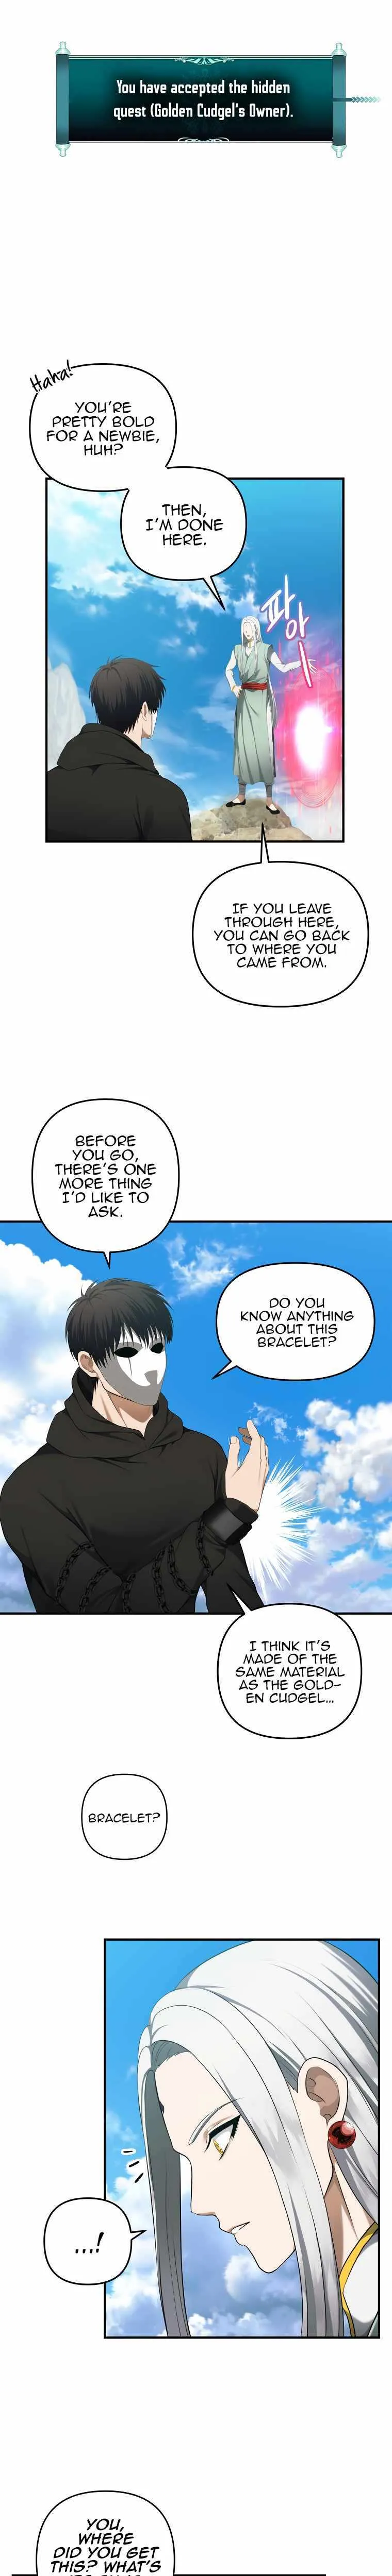 You have accepted the hidden
quest (Golden Cudgel's Owner).
Haha!
YOU'RE
PRETTY BOLD
FOR A NEWBIE,
HUH?
THEN,
I'M DONE
HERE.
파
아
IF YOU LEAVE
THROUGH HERE,
YOU CAN GO BACK
TO WHERE YOU
CAME FROM.
BEFORE
YOU GO,
THERE'S ONE
MORE THING
I'D LIKE TO
ASK.
DO YOU
KNOW ANYTHING
ABOUT THIS
BRACELET?
I THINK IT'S
MADE OF THE
SAME MATERIAL
AS THE GOLD-
EN CUDGEL...
BRACELET?
...!
YOU,
WHERE
DID YOU GET
THIS? WHAT'S